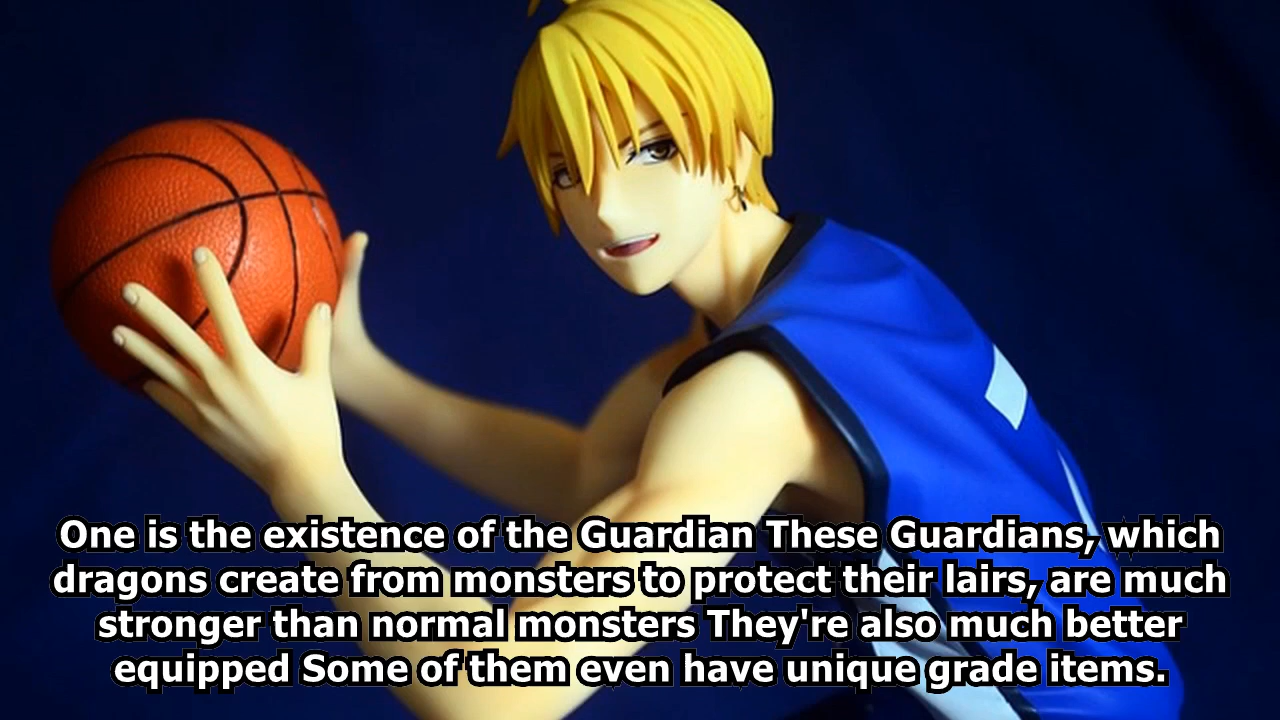 One is the existence of the Guardian These Guardians, which
dragons create from monsters to protect their lairs, are much
stronger than normal monsters They're also much better
equipped Some of them even have unique grade items.